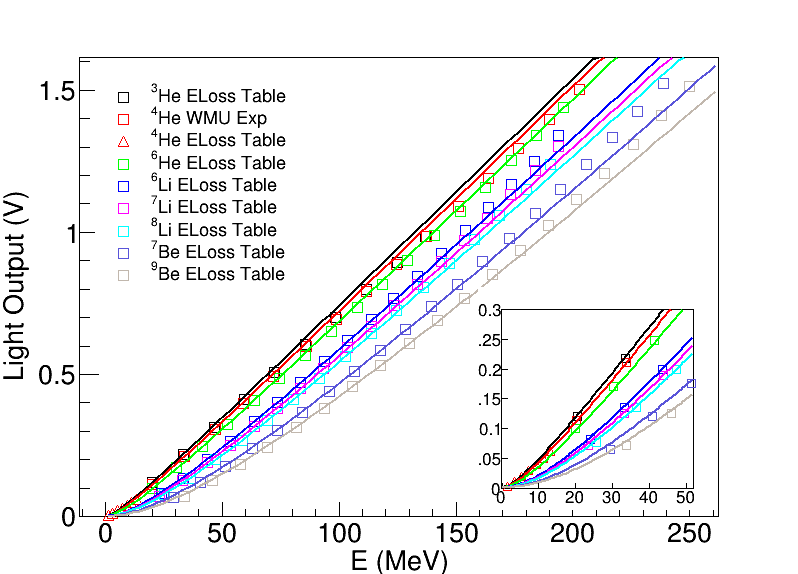 Light Output (V)
1.5
1
0.5
0
³He ELoss Table
⁴He WMU Exp
⁴He ELoss Table
⁶He ELoss Table
⁶Li ELoss Table
⁷Li ELoss Table
⁸Li ELoss Table
⁷Be ELoss Table
⁹Be ELoss Table
0.3
.25
0.2
.15
0.1
.05
0
0 10 20 30 40 50
0 50 100 150 200 250
E (MeV)